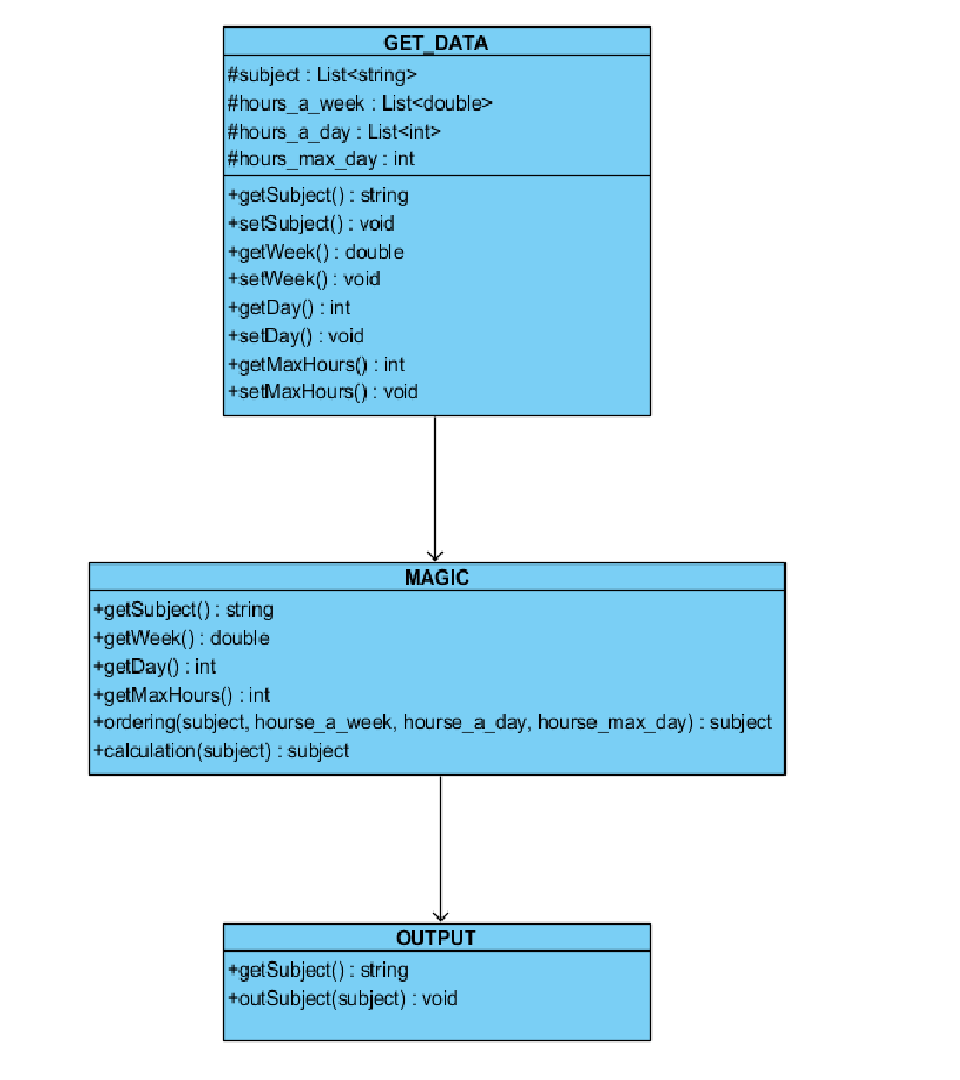 GET_DATA
#subject : List<string>
#hours_a_week : List<double>
#hours_a_day : List<int>
#hours_max_day : int
+getSubject() : string
+setSubject() : void
+getWeek() : double
+setWeek() : void
+getDay() : int
+setDay() : void
+getMaxHours() : int
+setMaxHours() : void
MAGIC
+getSubject() : string
+getWeek() : double
+getDay() : int
+getMaxHours() : int
+ordering(subject, hourse_a_week, hourse_a_day, hourse_max_day) : subject
+calculation(subject) : subject
OUTPUT
+getSubject() : string
+outSubject(subject) : void